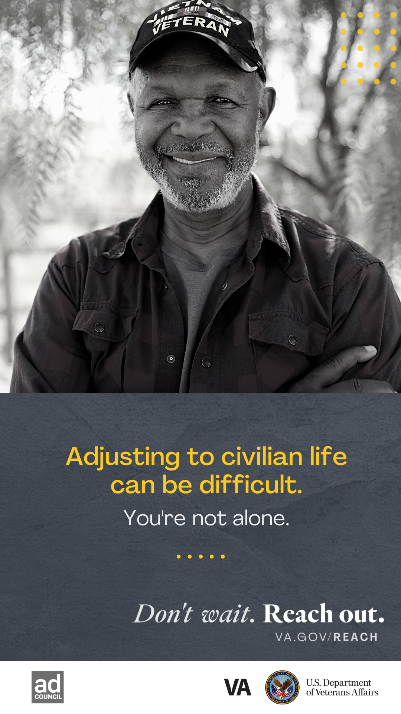 VIETNAM
VETERAN
Adjusting to civilian life
can be difficult.
You're not alone.
Don't wait. Reach out.
VA.GOV/REACH
ad
COUNCIL
VA
U.S. Department
of Veterans Affairs